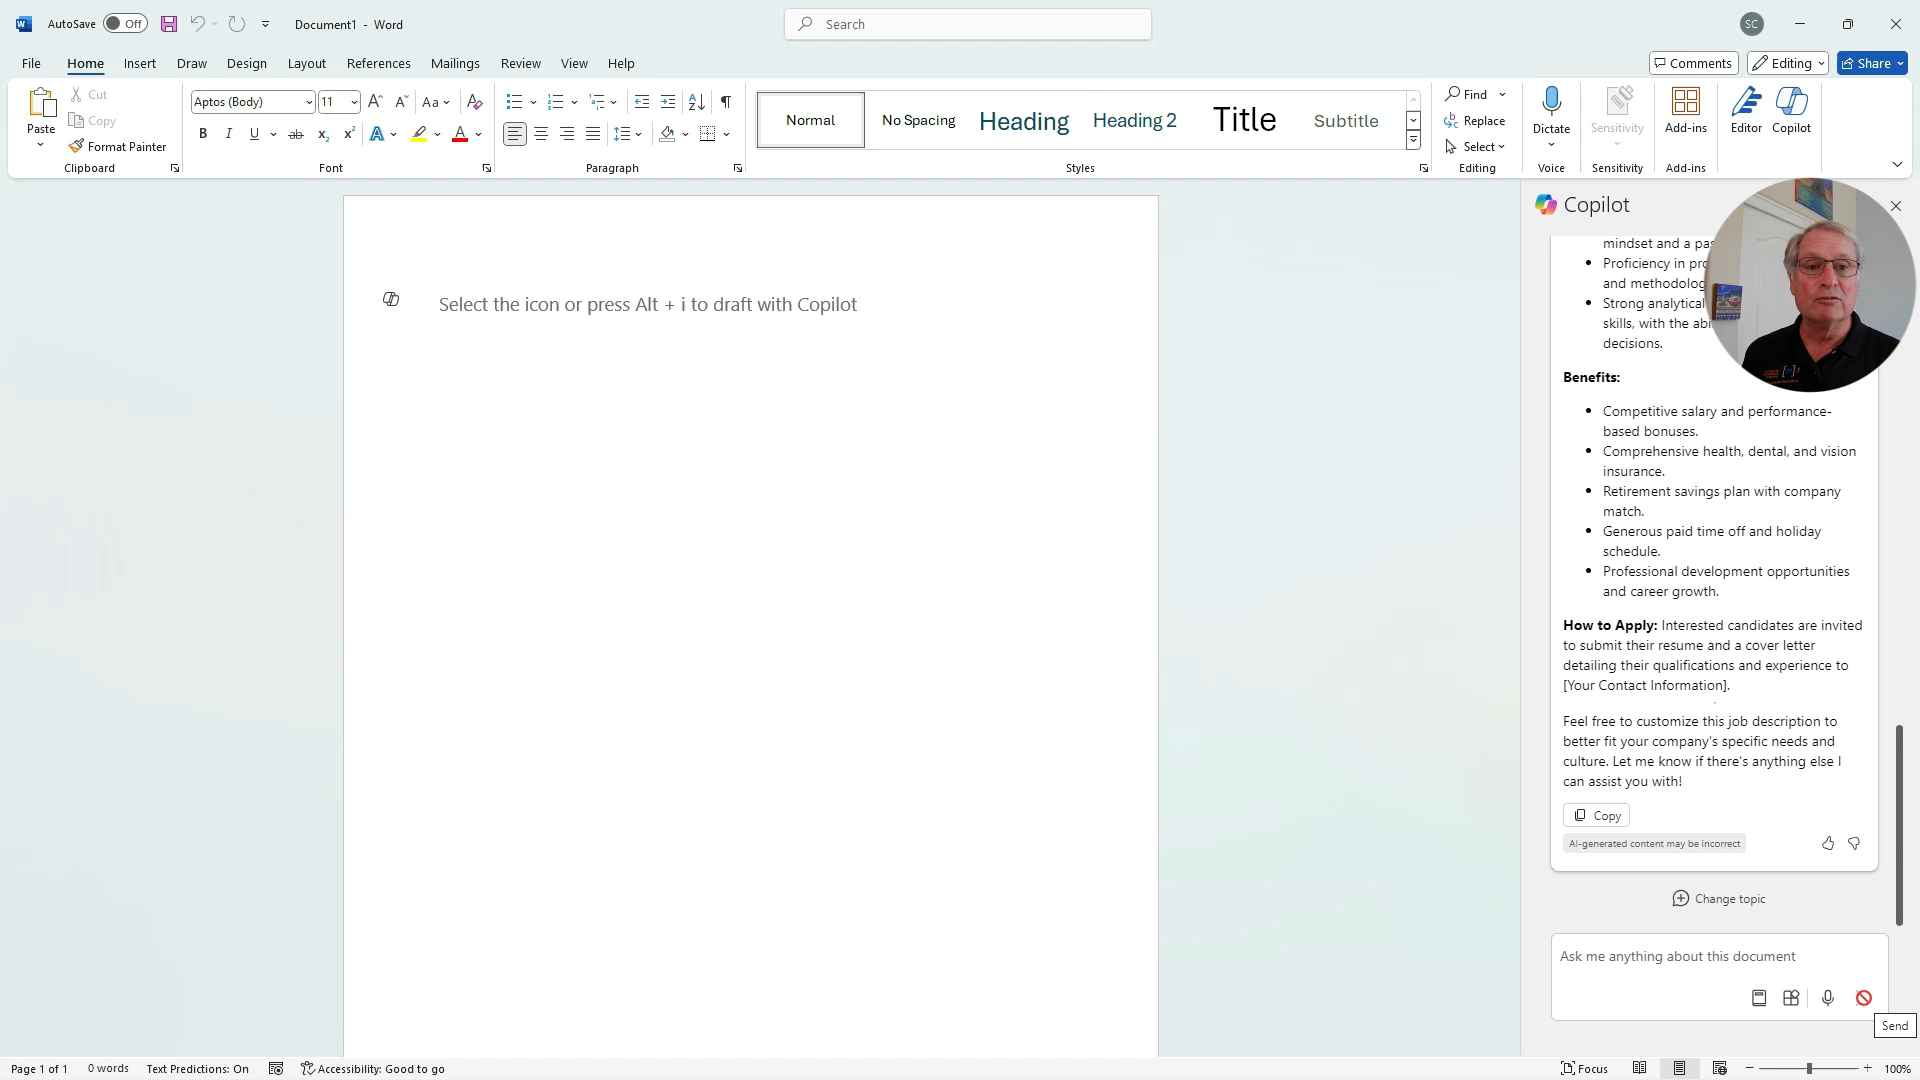 AutoSave Off Document1 - Word Search SC
File Home Insert Draw Design Layout References Mailings Review View Help Comments Editing Share
Paste Cut Copy Format Painter
Clipboard
Aptos (Body) 11
Font
Paragraph
Normal No Spacing Heading Heading 2 Title Subtitle
Styles
Find
Replace
Select
Editing
Dictate
Voice
Sensitivity
Sensitivity
Add-ins
Add-ins
Editor
Copilot
Select the icon or press Alt + i to draft with Copilot
Copilot
mindset and a
Proficiency in
and
Strong analytical
skills, with the
decisions.
Benefits:
Competitive salary and performance-
based bonuses.
Comprehensive health, dental, and vision
insurance.
Retirement savings plan with company
match.
Generous paid time off and holiday
schedule.
Professional development opportunities
and career growth.
How to Apply: Interested candidates are invited
to submit their resume and a cover letter
detailing their qualifications and experience to
[Your Contact Information].
Feel free to customize this job description to
better fit your company's specific needs and
culture. Let me know if there's anything else I
can assist you with!
Copy
AI-generated content may be incorrect
Change topic
Ask me anything about this document
Send
Page 1 of 1 0 words Text Predictions: On Accessibility: Good to go Focus 100%